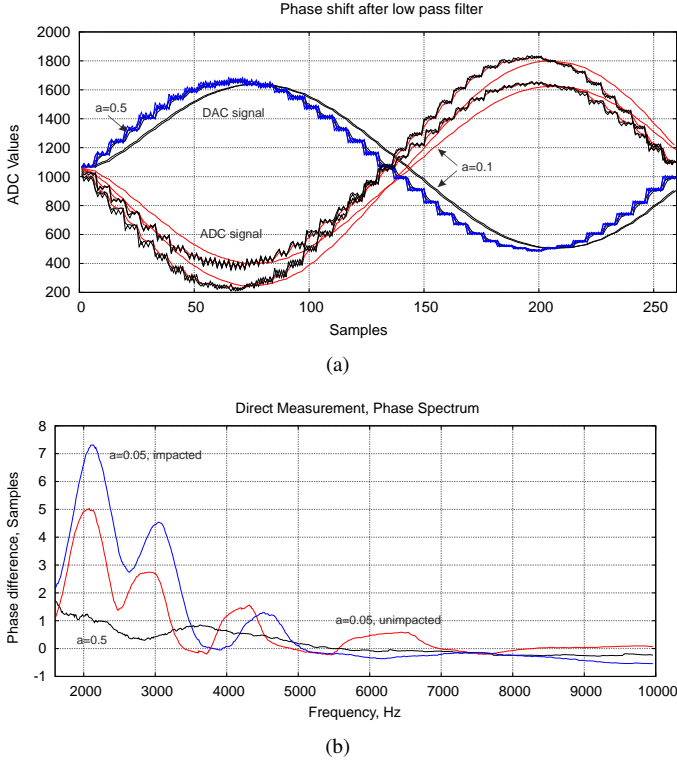 Phase shift after low pass filter
2000
1800
1600
1400
1200
1000
800
600
400
200
ADC Values
a=0.5
DAC signal
a=0.1
ADC signal
0 50 100 150 200 250
Samples
(a)
Direct Measurement, Phase Spectrum
8
7
6
5
4
3
2
1
0
-1
Phase difference, Samples
a=0.05, impacted
a=0.05, unimpacted
a=0.5
2000 3000 4000 5000 6000 7000 8000 9000 10000
Frequency, Hz
(b)